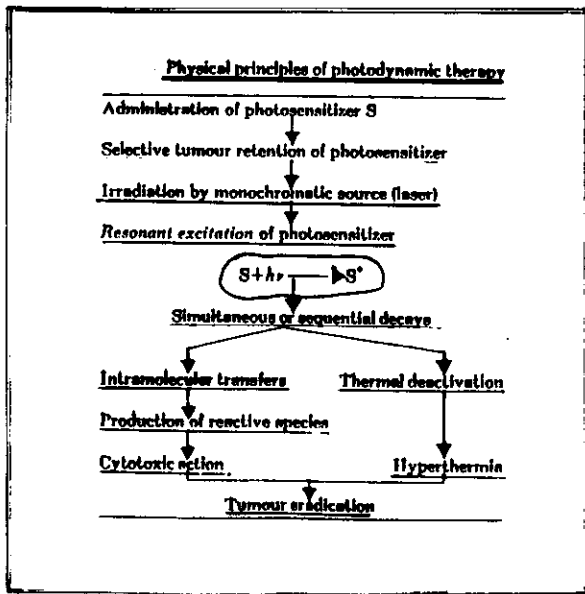 Physical principles of photodynamic therapy
Administration of photosensitizer S
Selective tumour retention of photosensitizer
Irradiation by monochromatic source (laser)
Resonant excitation of photosensitizer
S+hν → S*
Simultaneous or sequential decays
Intramolecular transfers Thermal deactivation
Production of reactive species
Cytotoxic action Hyperthermia
Tumour eradication